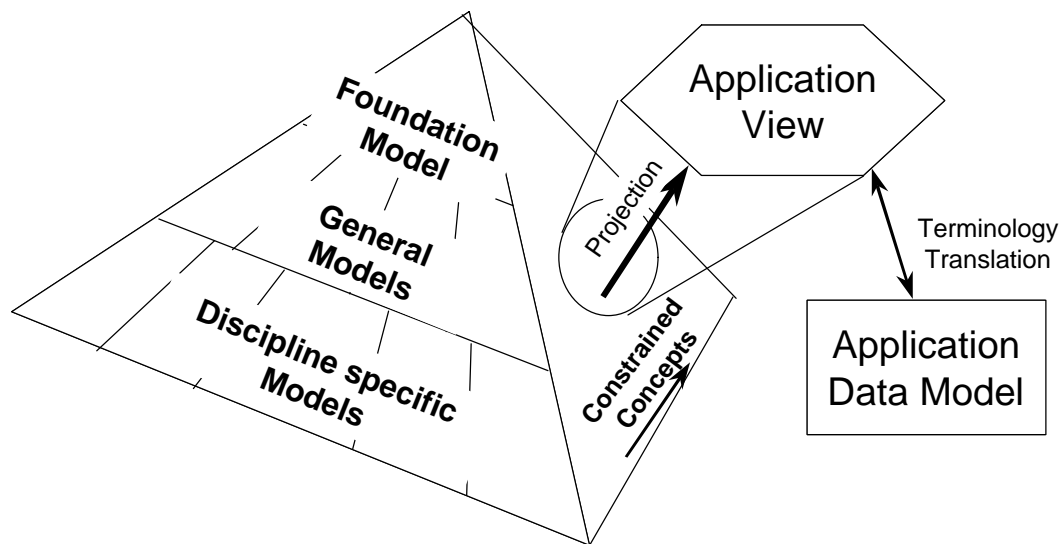 Foundation
Model
General
Models
Discipline specific
Models
Projection
Constrained
Concepts
Application
View
Terminology
Translation
Application
Data Model